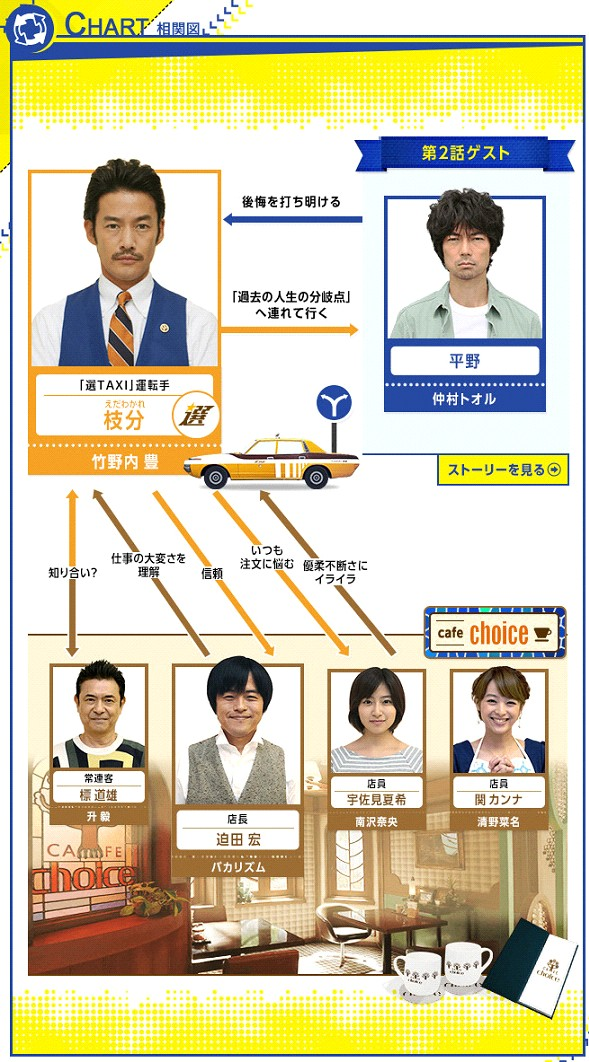 CHART 相関図
第2話ゲスト
後悔を打ち明ける
「過去の人生の分岐点」
へ連れて行く
「選TAXI」運転手
えだわかれ
枝分
選
竹野内 豊
平野
仲村トオル
ストーリーを見る
知り合い?
仕事の大変さを
理解
信頼
いつも
注文に悩む
優柔不断さに
イライラ
cafe choice
常連客
標 道雄
升 毅
店長
迫田 宏
バカリズム
店員
宇佐見夏希
南沢奈央
店員
関 カンナ
清野菜名
CAFE
choice
choice
choice
choice